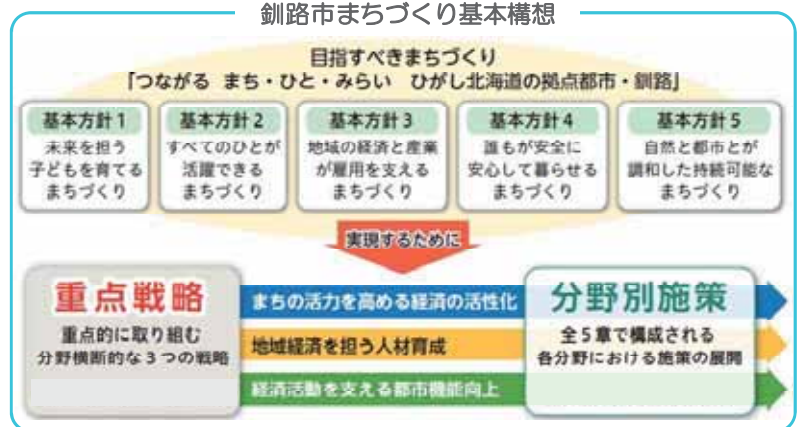 釧路市まちづくり基本構想
目指すべきまちづくり
「つながる まち・ひと・みらい ひがし北海道の拠点都市・釧路」
基本方針1
未来を担う
子どもを育てる
まちづくり
基本方針2
すべてのひとが
活躍できる
まちづくり
基本方針3
地域の経済と産業
が雇用を支える
まちづくり
基本方針4
誰もが安全に
安心して暮らせる
まちづくり
基本方針5
自然と都市とが
調和した持続可能な
まちづくり
実現するために
重点戦略
重点的に取り組む
分野横断的な3つの戦略
まちの活力を高める経済の活性化
地域経済を担う人材育成
経済活動を支える都市機能向上
分野別施策
全5章で構成される
各分野における施策の展開